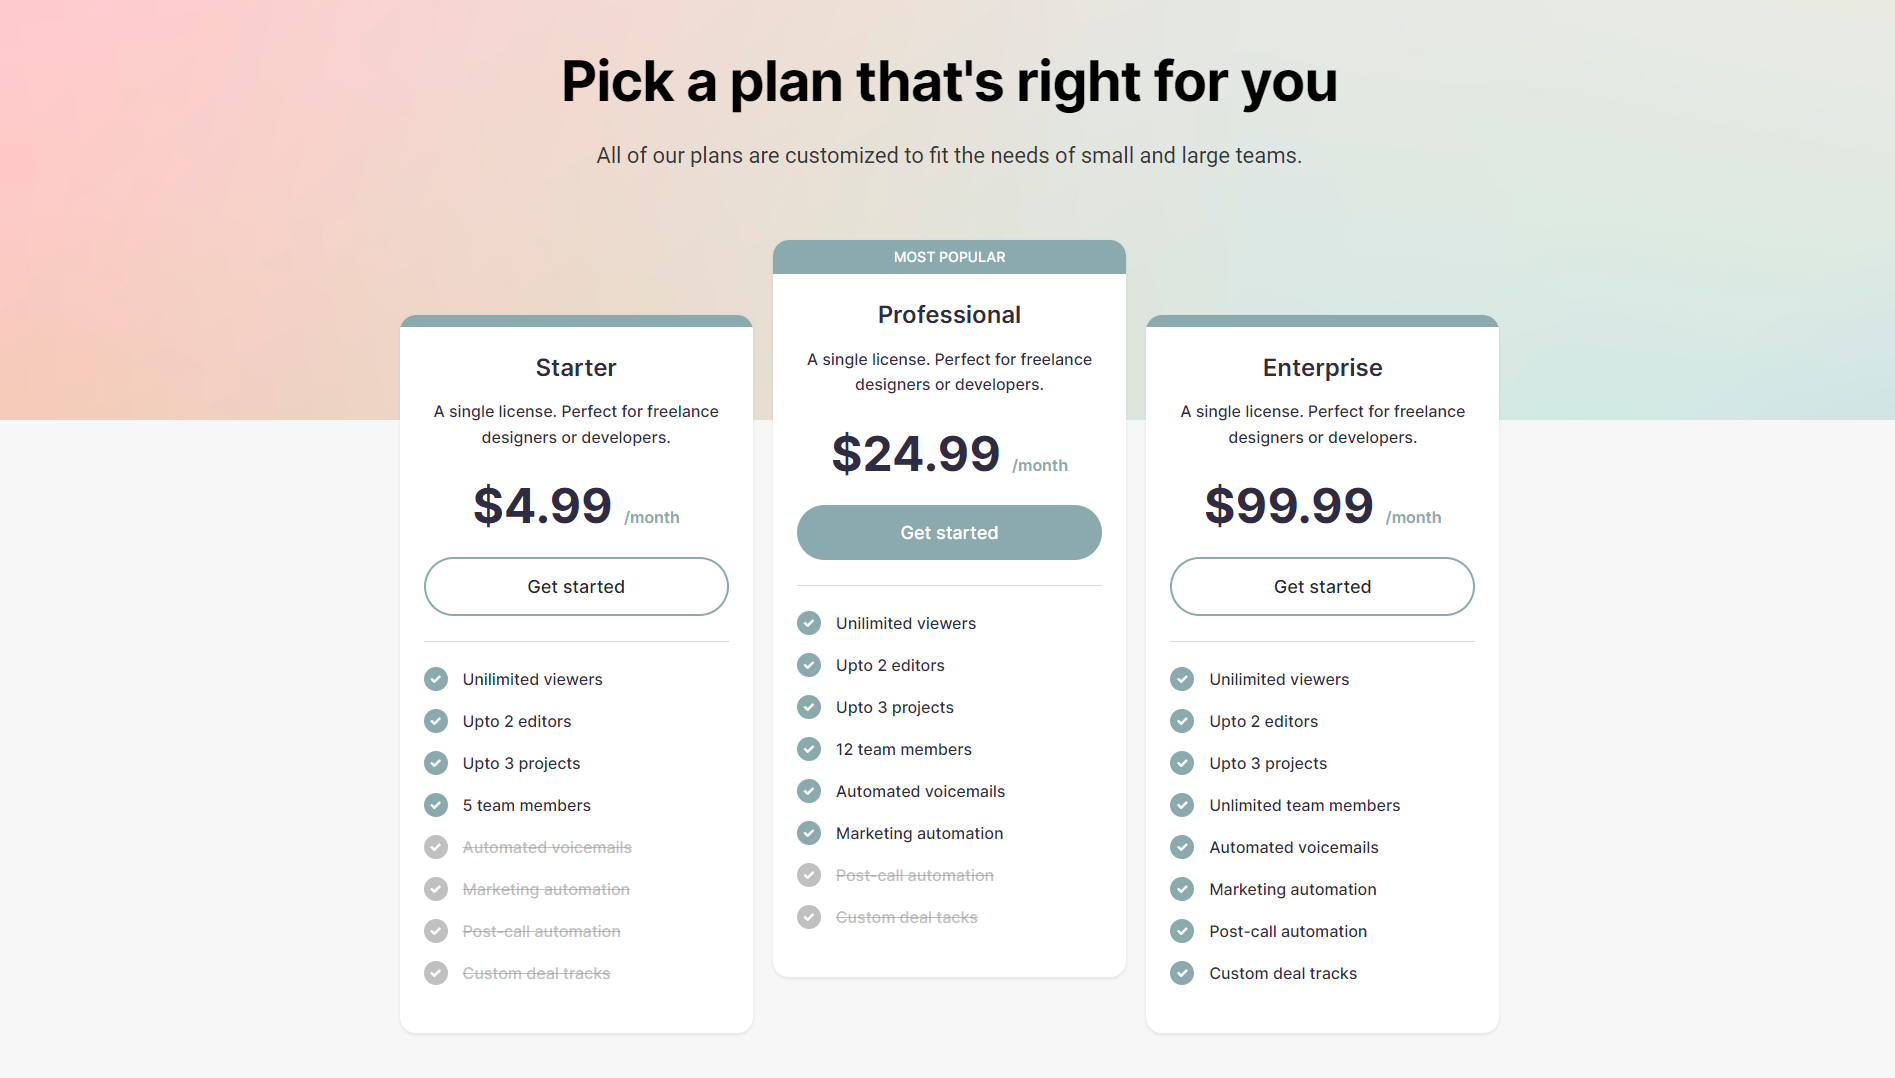 Pick a plan that's right for you
All of our plans are customized to fit the needs of small and large teams.
Starter
A single license. Perfect for freelance
designers or developers.
$4.99 /month
Get started
Unilimited viewers
Upto 2 editors
Upto 3 projects
5 team members
Automated voicemails
Marketing automation
Post-call automation
Custom deal tracks
MOST POPULAR
Professional
A single license. Perfect for freelance
designers or developers.
$24.99 /month
Get started
Unilimited viewers
Upto 2 editors
Upto 3 projects
12 team members
Automated voicemails
Marketing automation
Post-call automation
Custom deal tacks
Enterprise
A single license. Perfect for freelance
designers or developers.
$99.99 /month
Get started
Unilimited viewers
Upto 2 editors
Upto 3 projects
Unlimited team members
Automated voicemails
Marketing automation
Post-call automation
Custom deal tracks